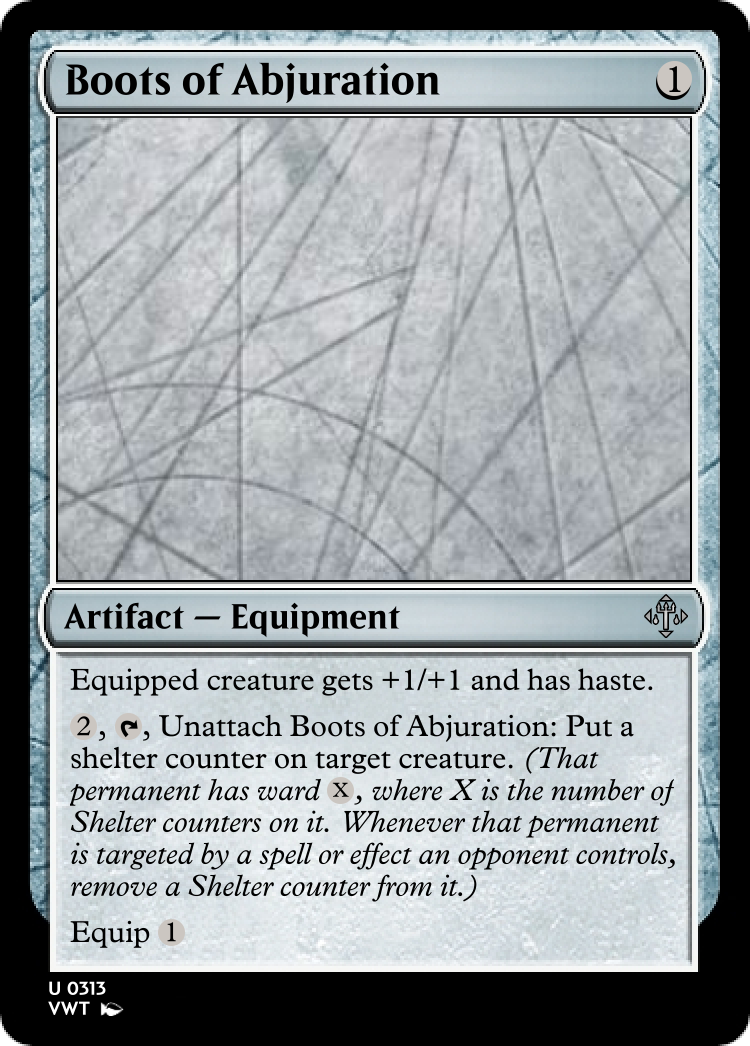 Boots of Abjuration 1
Artifact — Equipment
Equipped creature gets +1/+1 and has haste.
2, , Unattach Boots of Abjuration: Put a
shelter counter on target creature. (That
permanent has ward X, where X is the number of
Shelter counters on it. Whenever that permanent
is targeted by a spell or effect an opponent controls,
remove a Shelter counter from it.)
Equip 1
U 0313
VWT